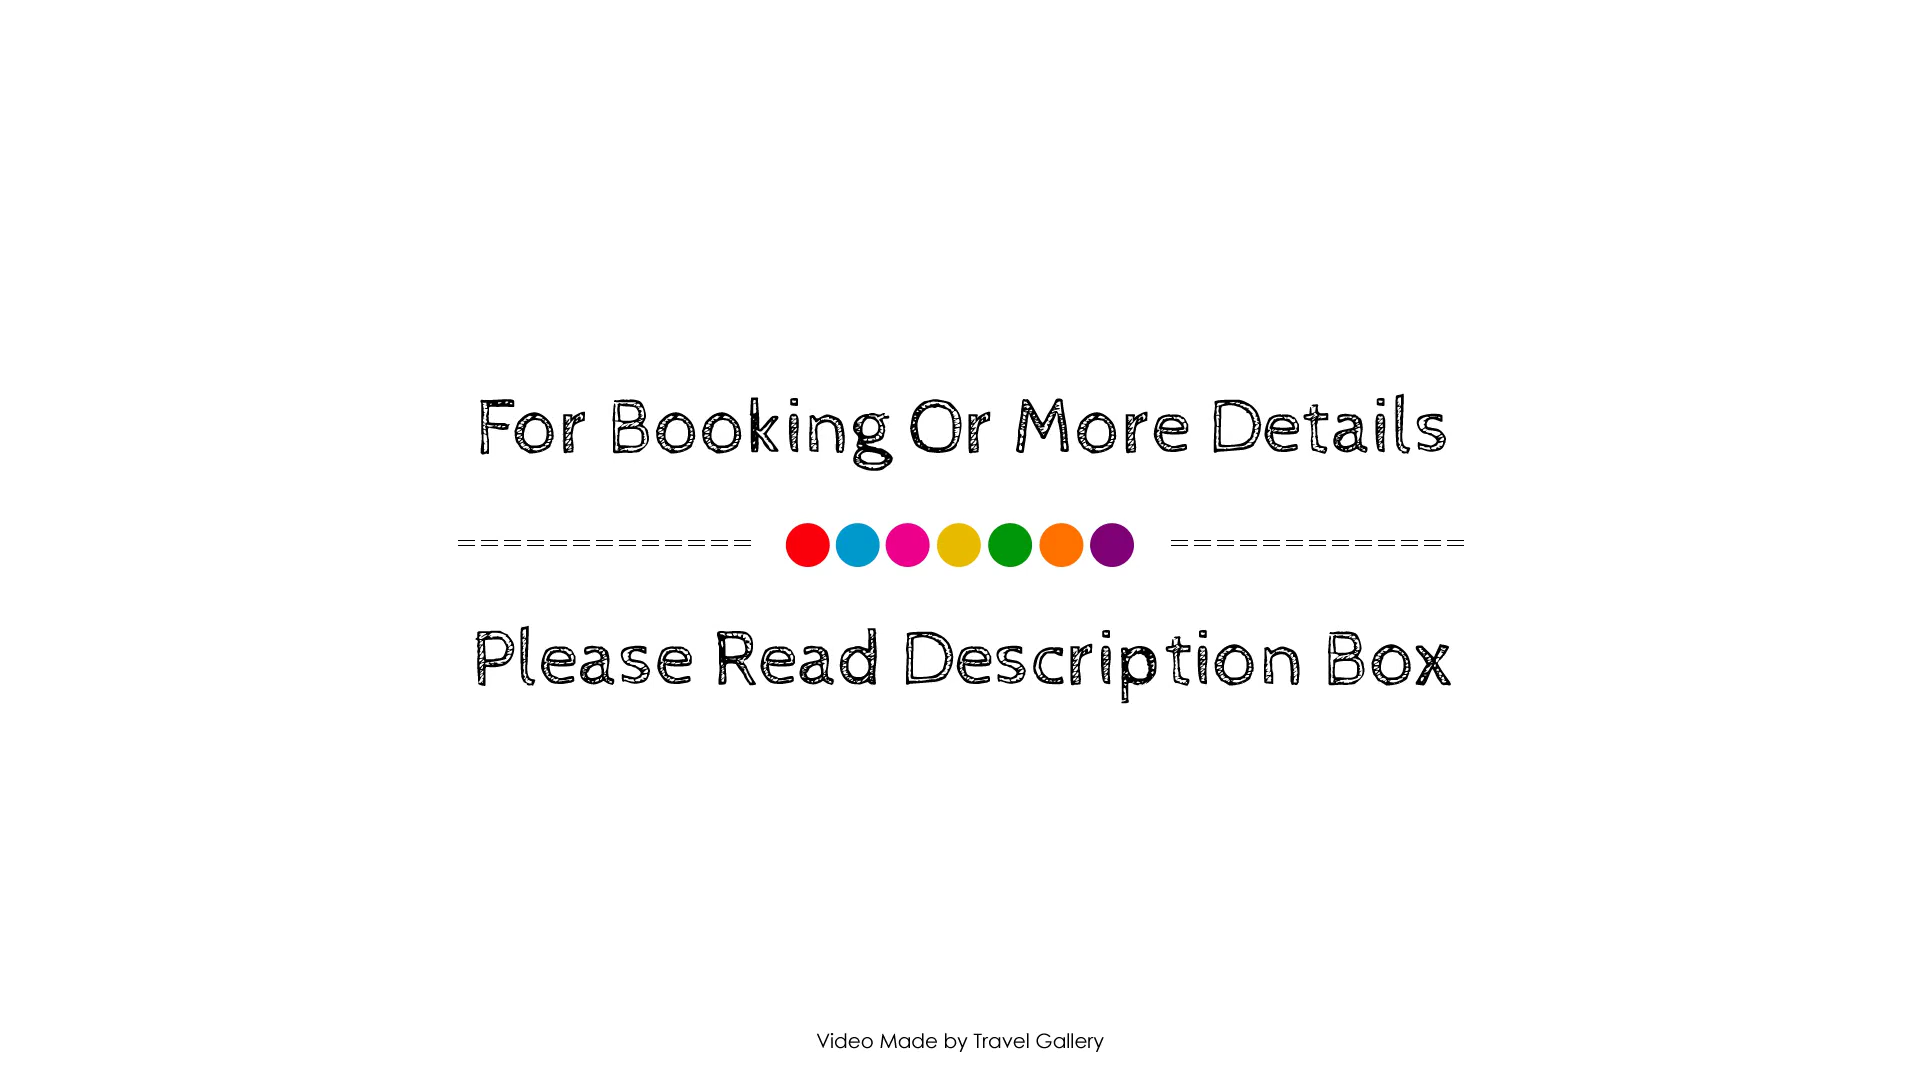 For Booking Or More Details
============= =============
Please Read Description Box
Video Made by Travel Gallery